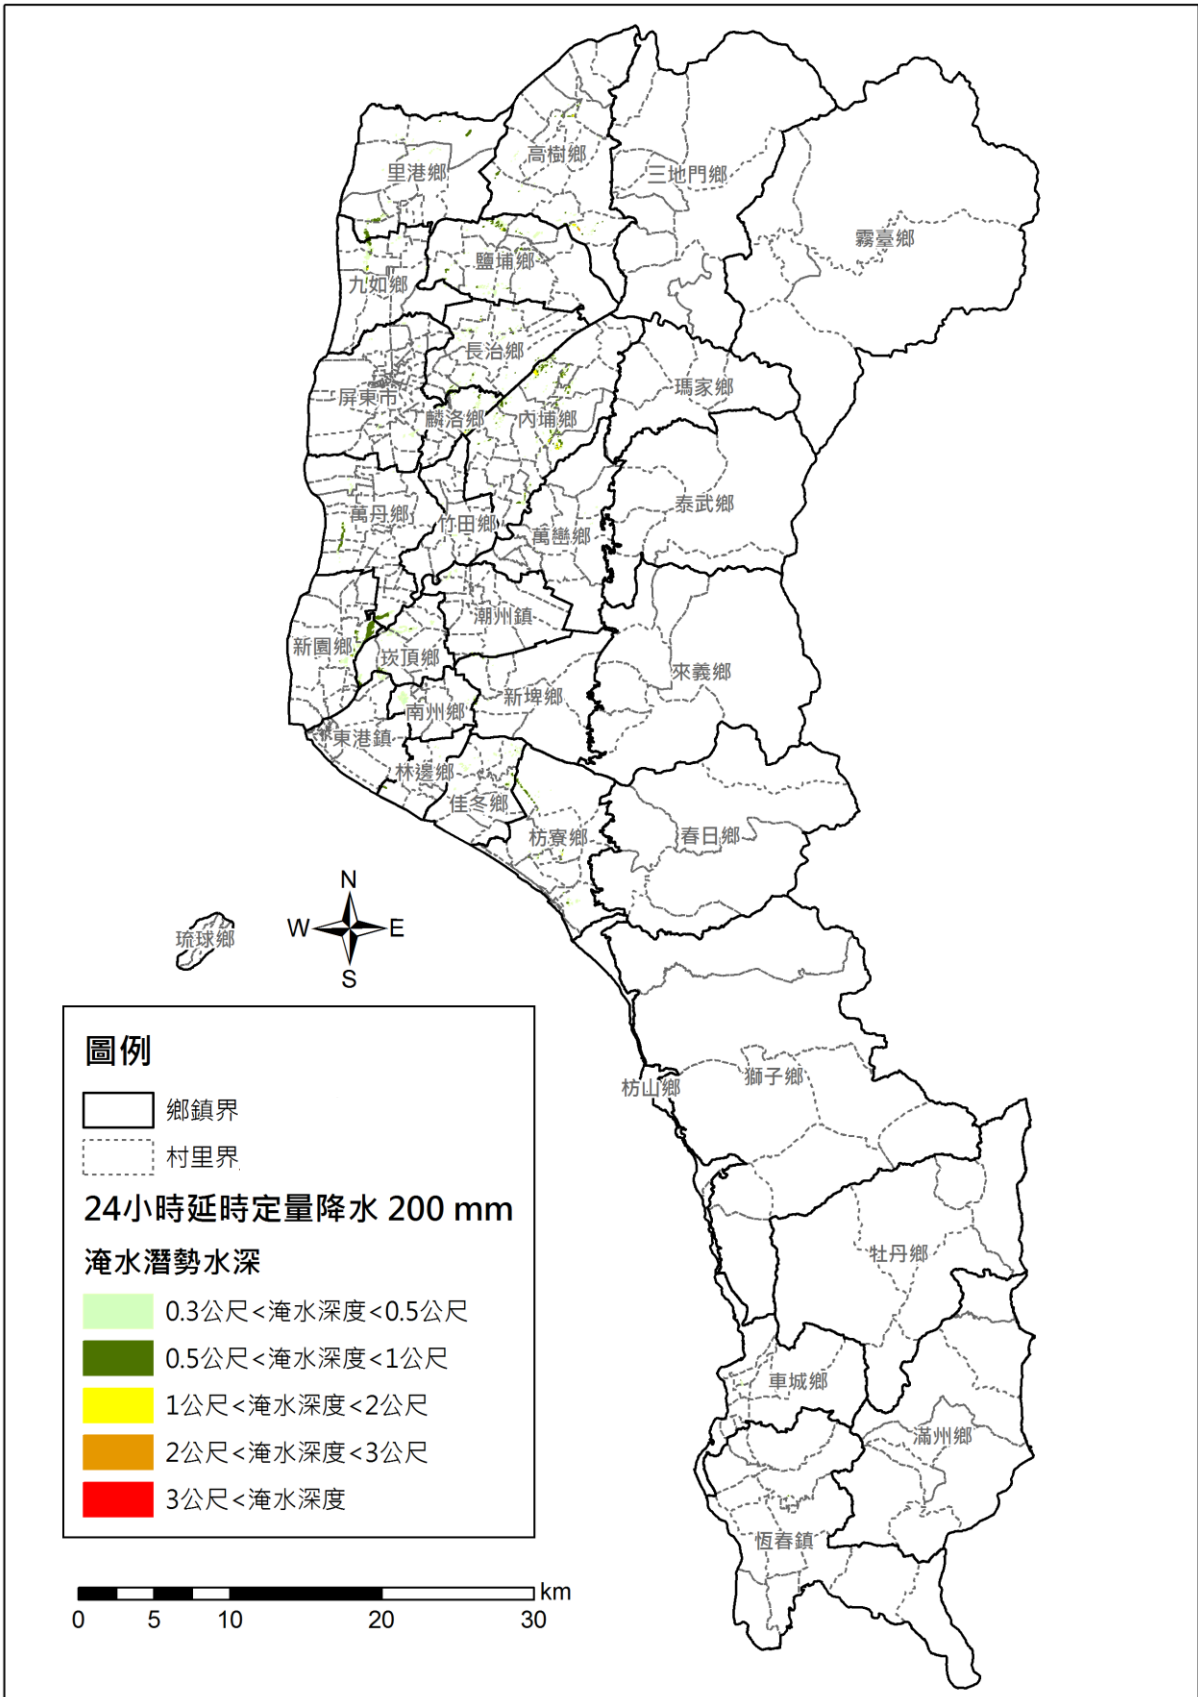 高樹鄉
里港鄉
三地門鄉
霧臺鄉
鹽埔鄉
九如鄉
長治鄉
瑪家鄉
屏東市
麟洛鄉
內埔鄉
泰武鄉
萬丹鄉
竹田鄉
萬巒鄉
潮州鎮
新園鄉
崁頂鄉
來義鄉
新埤鄉
南州鄉
東港鎮
林邊鄉
佳冬鄉
枋寮鄉
春日鄉
N
W
E
S
琉球鄉
獅子鄉
枋山鄉
牡丹鄉
車城鄉
滿州鄉
恆春鎮
圖例
鄉鎮界
村里界
24小時延時定量降水 200 mm
淹水潛勢水深
0.3公尺<淹水深度<0.5公尺
0.5公尺<淹水深度<1公尺
1公尺<淹水深度<2公尺
2公尺<淹水深度<3公尺
3公尺<淹水深度
km
0 5 10 20 30